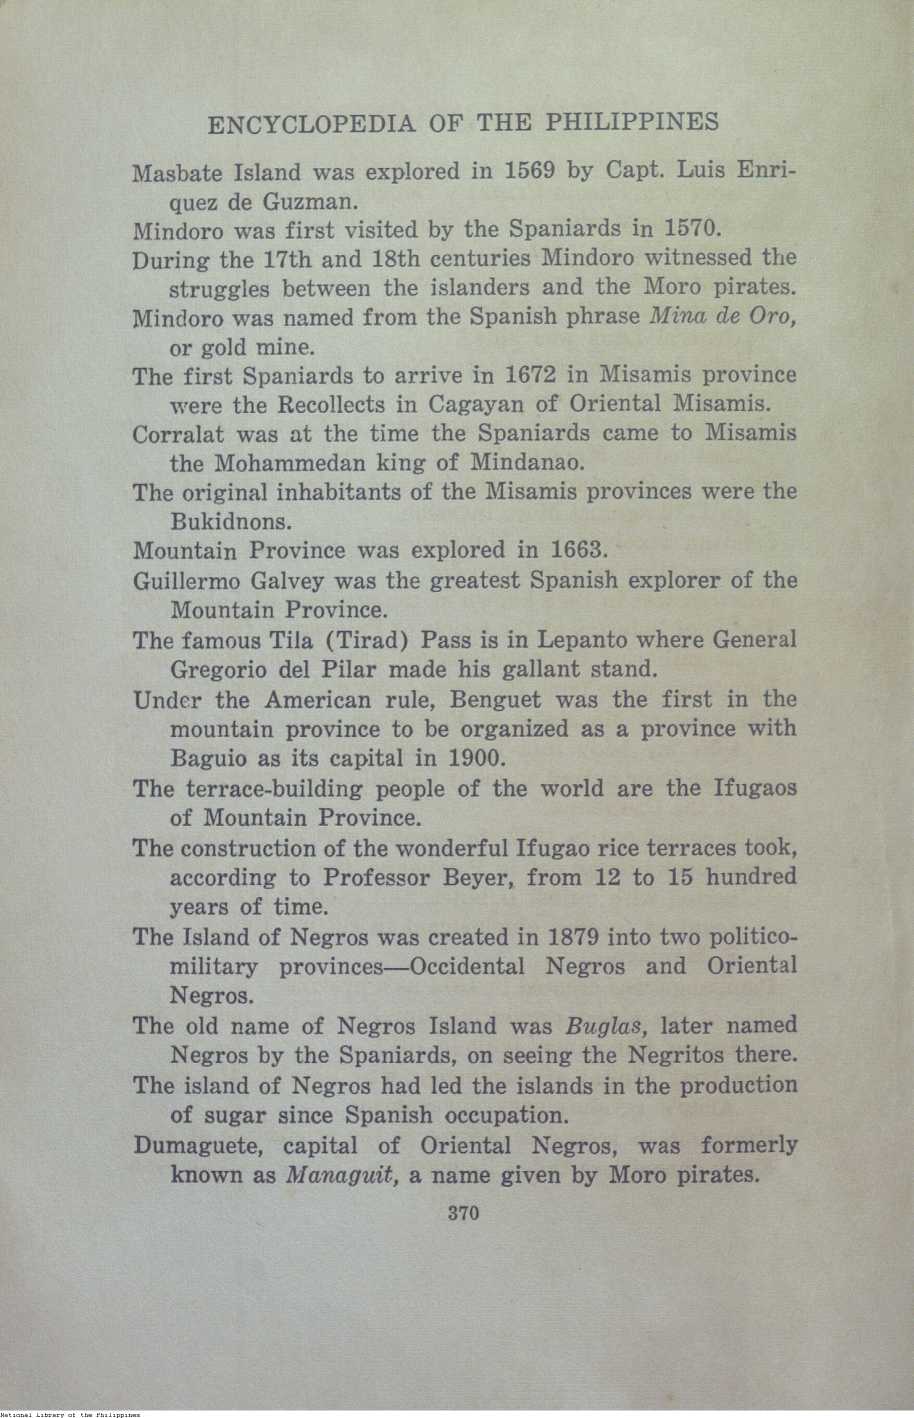 ENCYCLOPEDIA OF THE PHILIPPINES
Masbate Island was explored in 1569 by Capt. Luis Enri-
quez de Guzman.
Mindoro was first visited by the Spaniards in 1570.
During the 17th and 18th centuries Mindoro witnessed the
struggles between the islanders and the Moro pirates.
Mindoro was named from the Spanish phrase Mina de Oro,
or gold mine.
The first Spaniards to arrive in 1672 in Misamis province
were the Recollects in Cagayan of Oriental Misamis.
Corralat was at the time the Spaniards came to Misamis
the Mohammedan king of Mindanao.
The original inhabitants of the Misamis provinces were the
Bukidnons.
Mountain Province was explored in 1663.
Guillermo Galvey was the greatest Spanish explorer of the
Mountain Province.
The famous Tila (Tirad) Pass is in Lepanto where General
Gregorio del Pilar made his gallant stand.
Under the American rule, Benguet was the first in the
mountain province to be organized as a province with
Baguio as its capital in 1900.
The terrace-building people of the world are the Ifugaos
of Mountain Province.
The construction of the wonderful Ifugao rice terraces took,
according to Professor Beyer, from 12 to 15 hundred
years of time.
The Island of Negros was created in 1879 into two politico-
military provinces—Occidental Negros and Oriental
Negros.
The old name of Negros Island was Buglas, later named
Negros by the Spaniards, on seeing the Negritos there.
The island of Negros had led the islands in the production
of sugar since Spanish occupation.
Dumaguete, capital of Oriental Negros, was formerly
known as Managuit, a name given by Moro pirates.
370
National Library of the Philippines